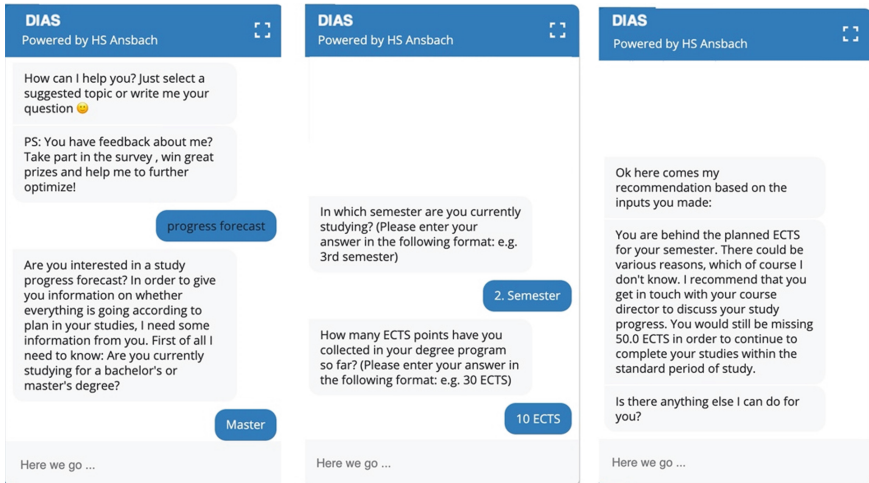 DIAS
Powered by HS Ansbach
How can I help you? Just select a
suggested topic or write me your
question 😊
PS: You have feedback about me?
Take part in the survey , win great
prizes and help me to further
optimize!
progress forecast
Are you interested in a study
progress forecast? In order to give
you information on whether
everything is going according to
plan in your studies, I need some
information from you. First of all I
need to know: Are you currently
studying for a bachelor's or
master's degree?
Master
Here we go ...
DIAS
Powered by HS Ansbach
In which semester are you currently
studying? (Please enter your
answer in the following format: e.g.
3rd semester)
2. Semester
How many ECTS points have you
collected in your degree program
so far? (Please enter your answer in
the following format: e.g. 30 ECTS)
10 ECTS
Here we go ...
DIAS
Powered by HS Ansbach
Ok here comes my
recommendation based on the
inputs you made:
You are behind the planned ECTS
for your semester. There could be
various reasons, which of course I
don't know. I recommend that you
get in touch with your course
director to discuss your study
progress. You would still be missing
50.0 ECTS in order to continue to
complete your studies within the
standard period of study.
Is there anything else I can do for
you?
Here we go ...